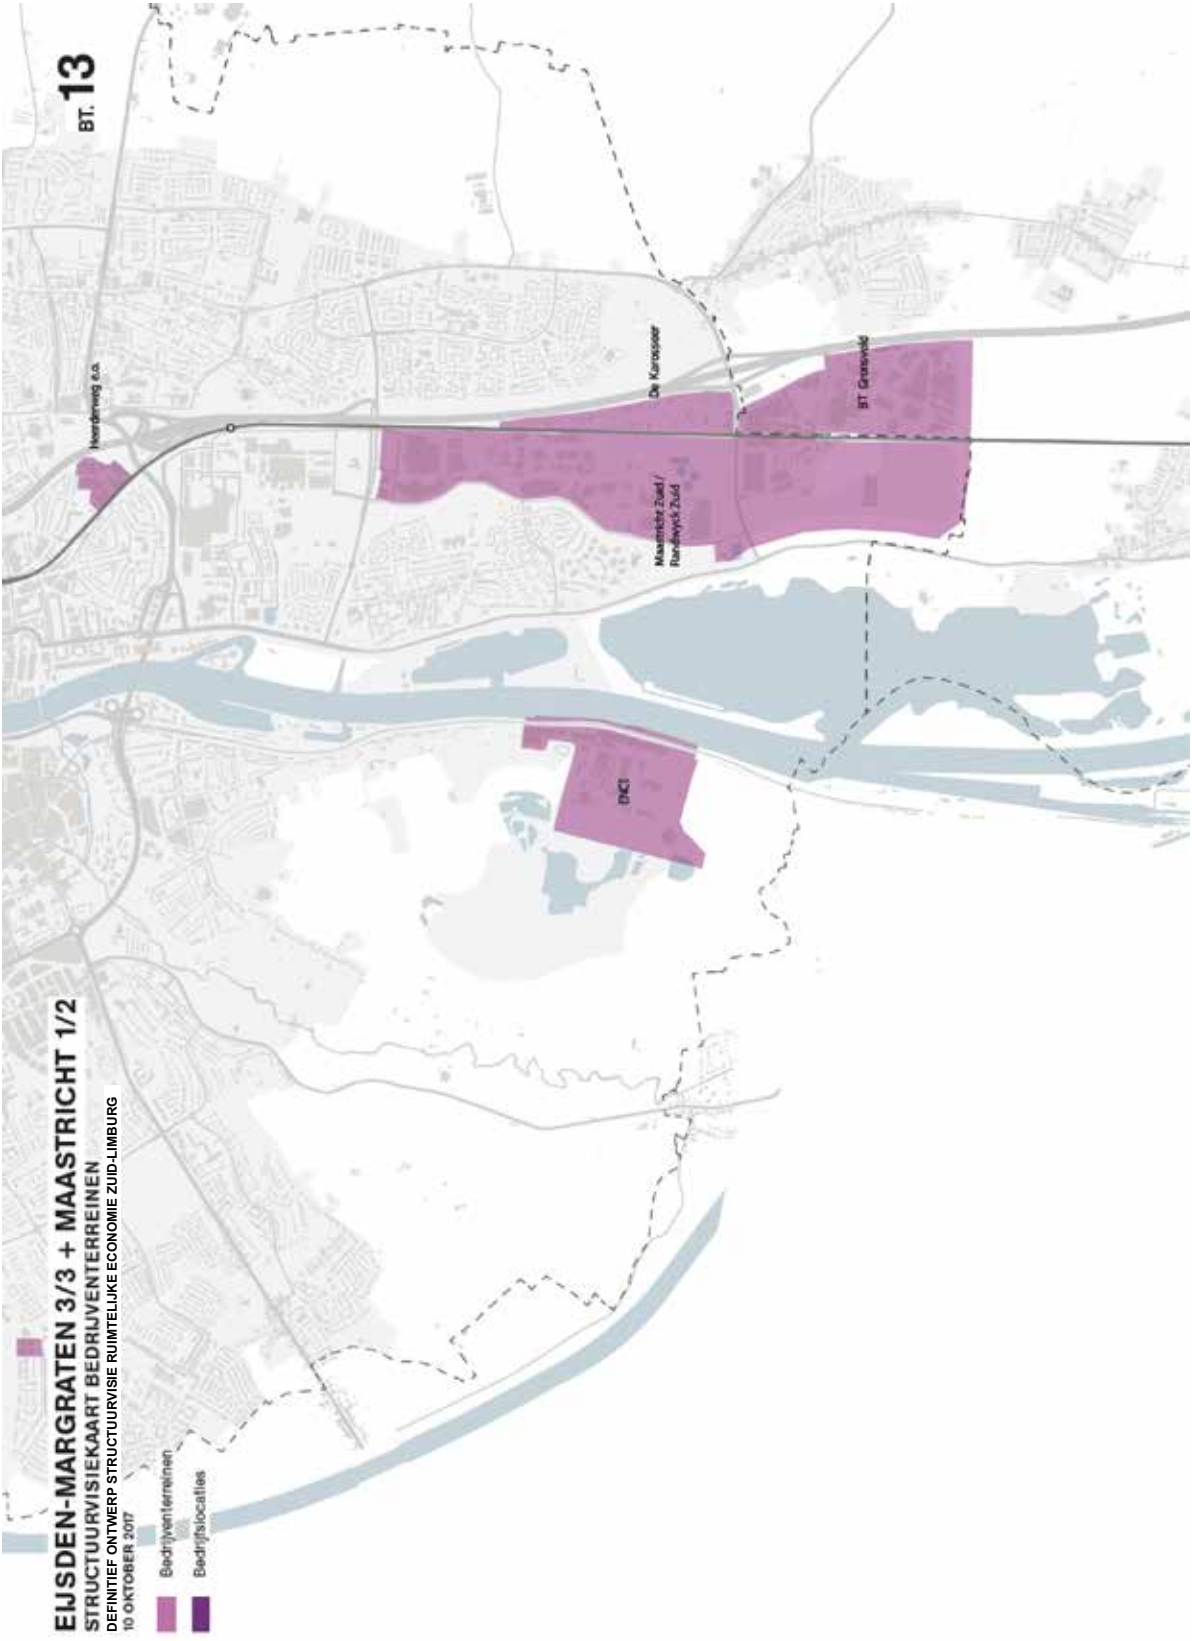 EIJSDEN-MARGRATEN 3/3 + MAASTRICHT 1/2
STRUCTUURVISIEKAART BEDRIJVENTERREINEN
DEFINITIEF ONTWERP STRUCTUURVISIE RUIMTELIJKE ECONOMIE ZUID-LIMBURG
10 OKTOBER 2017
Bedrijventerreinen
Bedrijfslocaties
BT. 13
Heerderweg e.o.
De Karosseer
Maastricht Zuid /
Randwyck Zuid
BT Gronsveld
ENCI